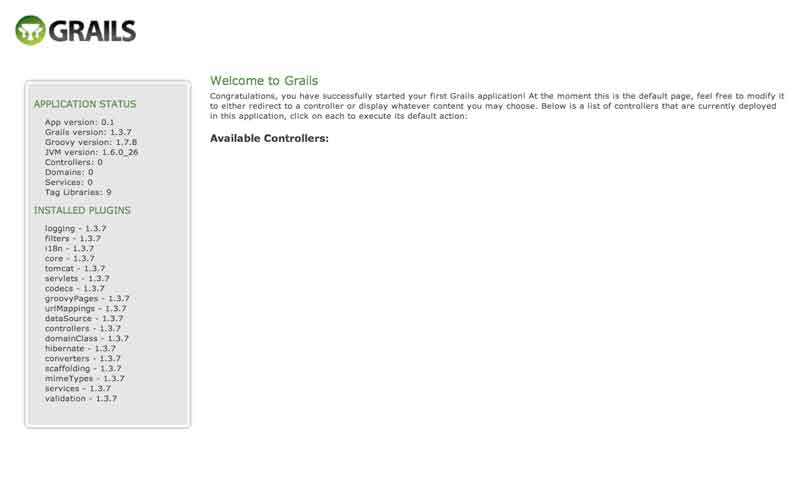 GRAILS
APPLICATION STATUS
App version: 0.1
Grails version: 1.3.7
Groovy version: 1.7.8
JVM version: 1.6.0_26
Controllers: 0
Domains: 0
Services: 0
Tag Libraries: 9
INSTALLED PLUGINS
logging - 1.3.7
filters - 1.3.7
i18n - 1.3.7
core - 1.3.7
tomcat - 1.3.7
servlets - 1.3.7
codecs - 1.3.7
groovyPages - 1.3.7
urlMappings - 1.3.7
dataSource - 1.3.7
controllers - 1.3.7
domainClass - 1.3.7
hibernate - 1.3.7
converters - 1.3.7
scaffolding - 1.3.7
mimeTypes - 1.3.7
services - 1.3.7
validation - 1.3.7
Welcome to Grails
Congratulations, you have successfully started your first Grails application! At the moment this is the default page, feel free to modify it
to either redirect to a controller or display whatever content you may choose. Below is a list of controllers that are currently deployed
in this application, click on each to execute its default action:
Available Controllers: